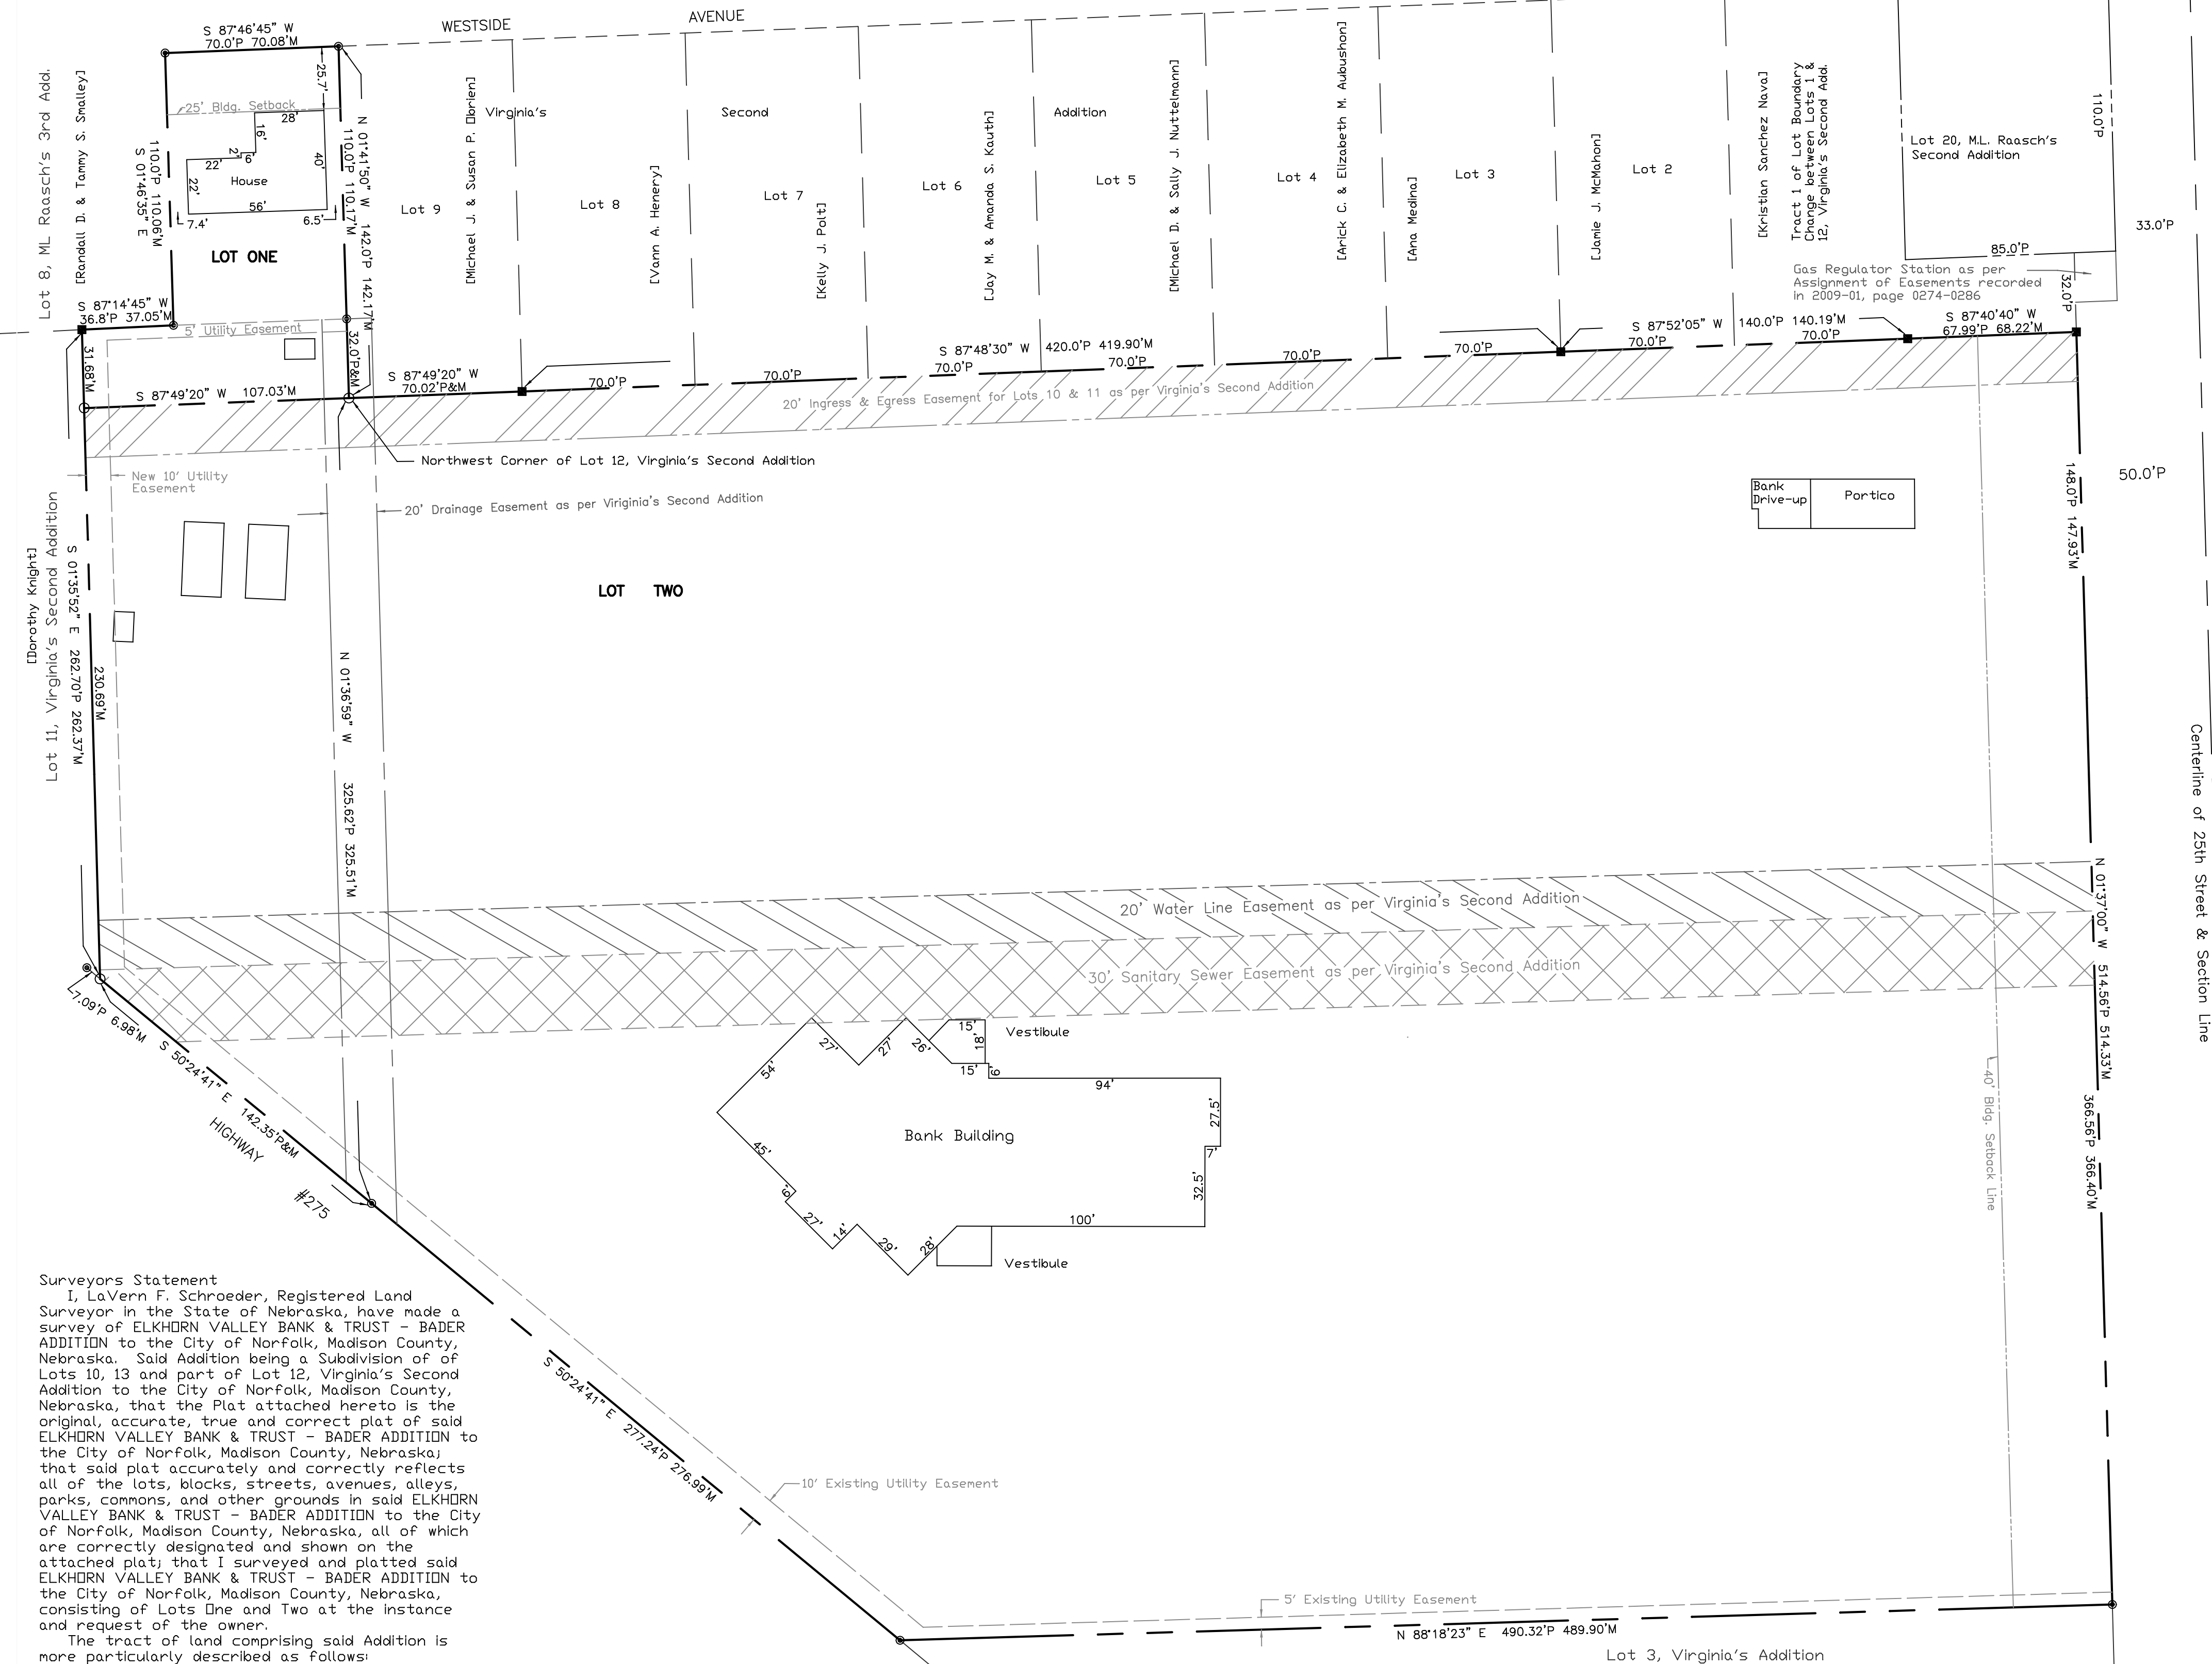 WESTSIDE AVENUE
S 87°46'45" W
70.0'P 70.08'M
Lot 8, ML Raasch's 3rd Add.
[Randall D. & Tammy S. Smalley]
25.7'
25' Bldg. Setback
28'
16'
2'
6'
22'
22'
40'
House
56'
7.4'
6.5'
LOT ONE
110.0'P 110.06'M
S 01°46'35" E
110.0'P 110.17'M
N 01°41'50" W 142.0'P 142.17'M
Virginia's Second Addition
Lot 9
[Michael J. & Susan P. Obrien]
Lot 8
[Vann A. Henery]
Lot 7
[Kelly J. Polt]
Lot 6
[Jay M. & Amanda S. Kauth]
Lot 5
[Michael D. & Sally J. Nuttelmann]
Lot 4
[Arick C. & Elizabeth M. Aubushon]
Lot 3
[Ana Medina]
Lot 2
[Jamie J. McMahon]
[Kristian Sanchez Nava]
Tract 1 of Lot Boundary
Change between Lots 1 &
12, Virginia's Second Add.
Lot 20, M.L. Raasch's
Second Addition
110.0'P
33.0'P
85.0'P
32.0'P
Gas Regulator Station as per
Assignment of Easements recorded
in 2009-01, page 0274-0286
S 87°14'45" W
36.8'P 37.05'M
5' Utility Easement
31.68'M
32.0'P&M
S 87°49'20" W 107.03'M
S 87°49'20" W
70.02'P&M
70.0'P
70.0'P
S 87°48'30" W 420.0'P 419.90'M
70.0'P
70.0'P
70.0'P
70.0'P
S 87°52'05" W 140.0'P 140.19'M
70.0'P
70.0'P
S 87°40'40" W
67.99'P 68.22'M
20' Ingress & Egress Easement for Lots 10 & 11 as per Virginia's Second Addition
Northwest Corner of Lot 12, Virginia's Second Addition
New 10' Utility
Easement
20' Drainage Easement as per Viriginia's Second Addition
Bank
Drive-up
Portico
148.0'P 147.93'M
50.0'P
[Dorothy Knight]
Lot 11, Virginia's Second Addition
S 01°35'52" E 262.70'P 262.37'M
230.69'M
LOT TWO
N 01°36'59" W 325.62'P 325.51'M
Centerline of 25th Street & Section Line
N 01°37'00" W 514.56'P 514.33'M
366.56'P 366.40'M
20' Water Line Easement as per Virginia's Second Addition
30' Sanitary Sewer Easement as per Virginia's Second Addition
40' Bldg. Setback Line
7.09'P 6.98'M
S 50°24'41" E 142.35'P&M
HIGHWAY #275
15'
Vestibule
18'
27'
27'
26'
15'
6'
94'
54'
27.5'
Bank Building
7'
45'
32.5'
6'
27'
14'
29'
28'
100'
Vestibule
S 50°24'41" E 277.24'P 276.99'M
10' Existing Utility Easement
5' Existing Utility Easement
N 88°18'23" E 490.32'P 489.90'M
Lot 3, Virginia's Addition
Surveyors Statement
I, LaVern F. Schroeder, Registered Land
Surveyor in the State of Nebraska, have made a
survey of ELKHORN VALLEY BANK & TRUST - BADER
ADDITION to the City of Norfolk, Madison County,
Nebraska. Said Addition being a Subdivision of of
Lots 10, 13 and part of Lot 12, Virginia's Second
Addition to the City of Norfolk, Madison County,
Nebraska, that the Plat attached hereto is the
original, accurate, true and correct plat of said
ELKHORN VALLEY BANK & TRUST - BADER ADDITION to
the City of Norfolk, Madison County, Nebraska;
that said plat accurately and correctly reflects
all of the lots, blocks, streets, avenues, alleys,
parks, commons, and other grounds in said ELKHORN
VALLEY BANK & TRUST - BADER ADDITION to the City
of Norfolk, Madison County, Nebraska, all of which
are correctly designated and shown on the
attached plat; that I surveyed and platted said
ELKHORN VALLEY BANK & TRUST - BADER ADDITION to
the City of Norfolk, Madison County, Nebraska,
consisting of Lots One and Two at the instance
and request of the owner.
The tract of land comprising said Addition is
more particularly described as follows: